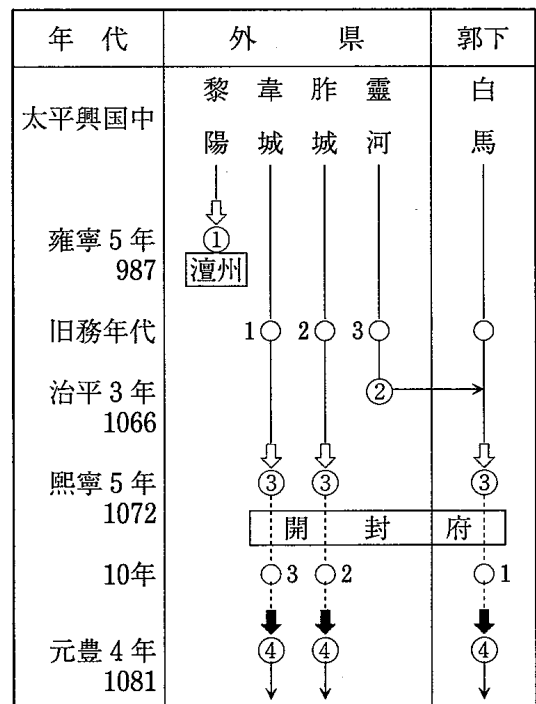 年代 外県 郭下
太平興国中 黎陽 韋城 胙城 靈河 白馬
雍寧5年 ①
987 澶州
旧務年代 1 2 3
治平3年 ②
1066
熙寧5年 ③ ③ ③
1072 開封府
10年 3 2 1
元豊4年 ④ ④ ④
1081